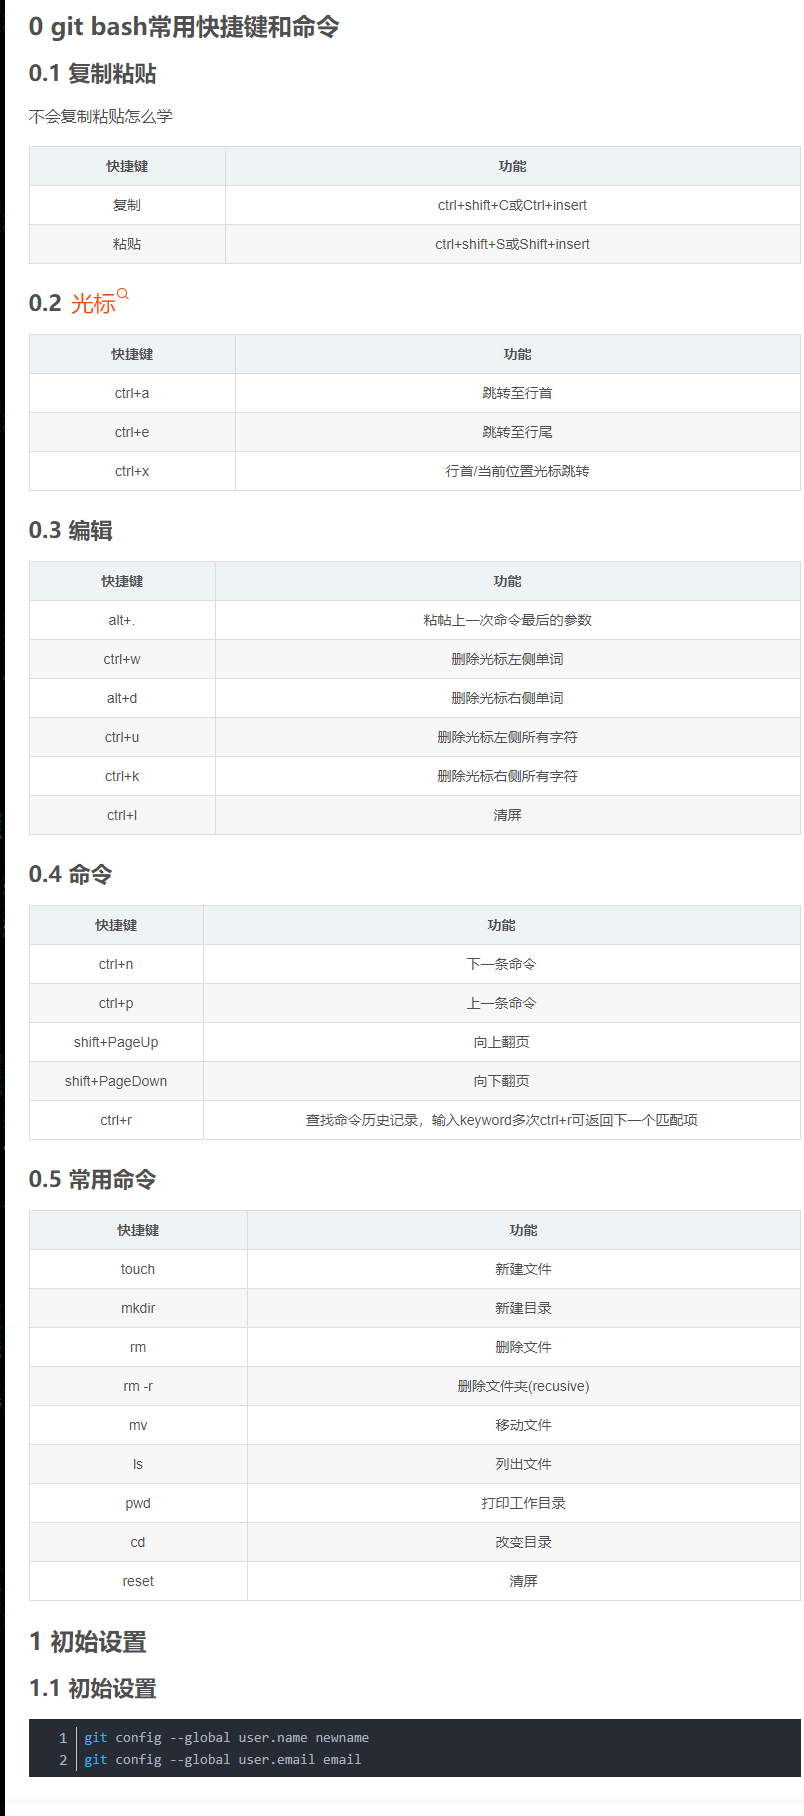 0 git bash常用快捷键和命令
0.1 复制粘贴
不会复制粘贴怎么学
快捷键 功能
复制 ctrl+shift+C或Ctrl+insert
粘贴 ctrl+shift+S或Shift+insert
0.2 光标
快捷键 功能
ctrl+a 跳转至行首
ctrl+e 跳转至行尾
ctrl+x 行首/当前位置光标跳转
0.3 编辑
快捷键 功能
alt+. 粘帖上一次命令最后的参数
ctrl+w 删除光标左侧单词
alt+d 删除光标右侧单词
ctrl+u 删除光标左侧所有字符
ctrl+k 删除光标右侧所有字符
ctrl+l 清屏
0.4 命令
快捷键 功能
ctrl+n 下一条命令
ctrl+p 上一条命令
shift+PageUp 向上翻页
shift+PageDown 向下翻页
ctrl+r 查找命令历史记录，输入keyword多次ctrl+r可返回下一个匹配项
0.5 常用命令
快捷键 功能
touch 新建文件
mkdir 新建目录
rm 删除文件
rm -r 删除文件夹(recusive)
mv 移动文件
ls 列出文件
pwd 打印工作目录
cd 改变目录
reset 清屏
1 初始设置
1.1 初始设置
1 git config --global user.name newname
2 git config --global user.email email